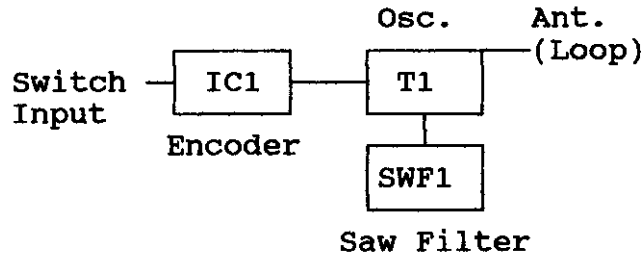 Osc.
Ant.
(Loop)
Switch
Input
IC1
T1
Encoder
SWF1
Saw Filter